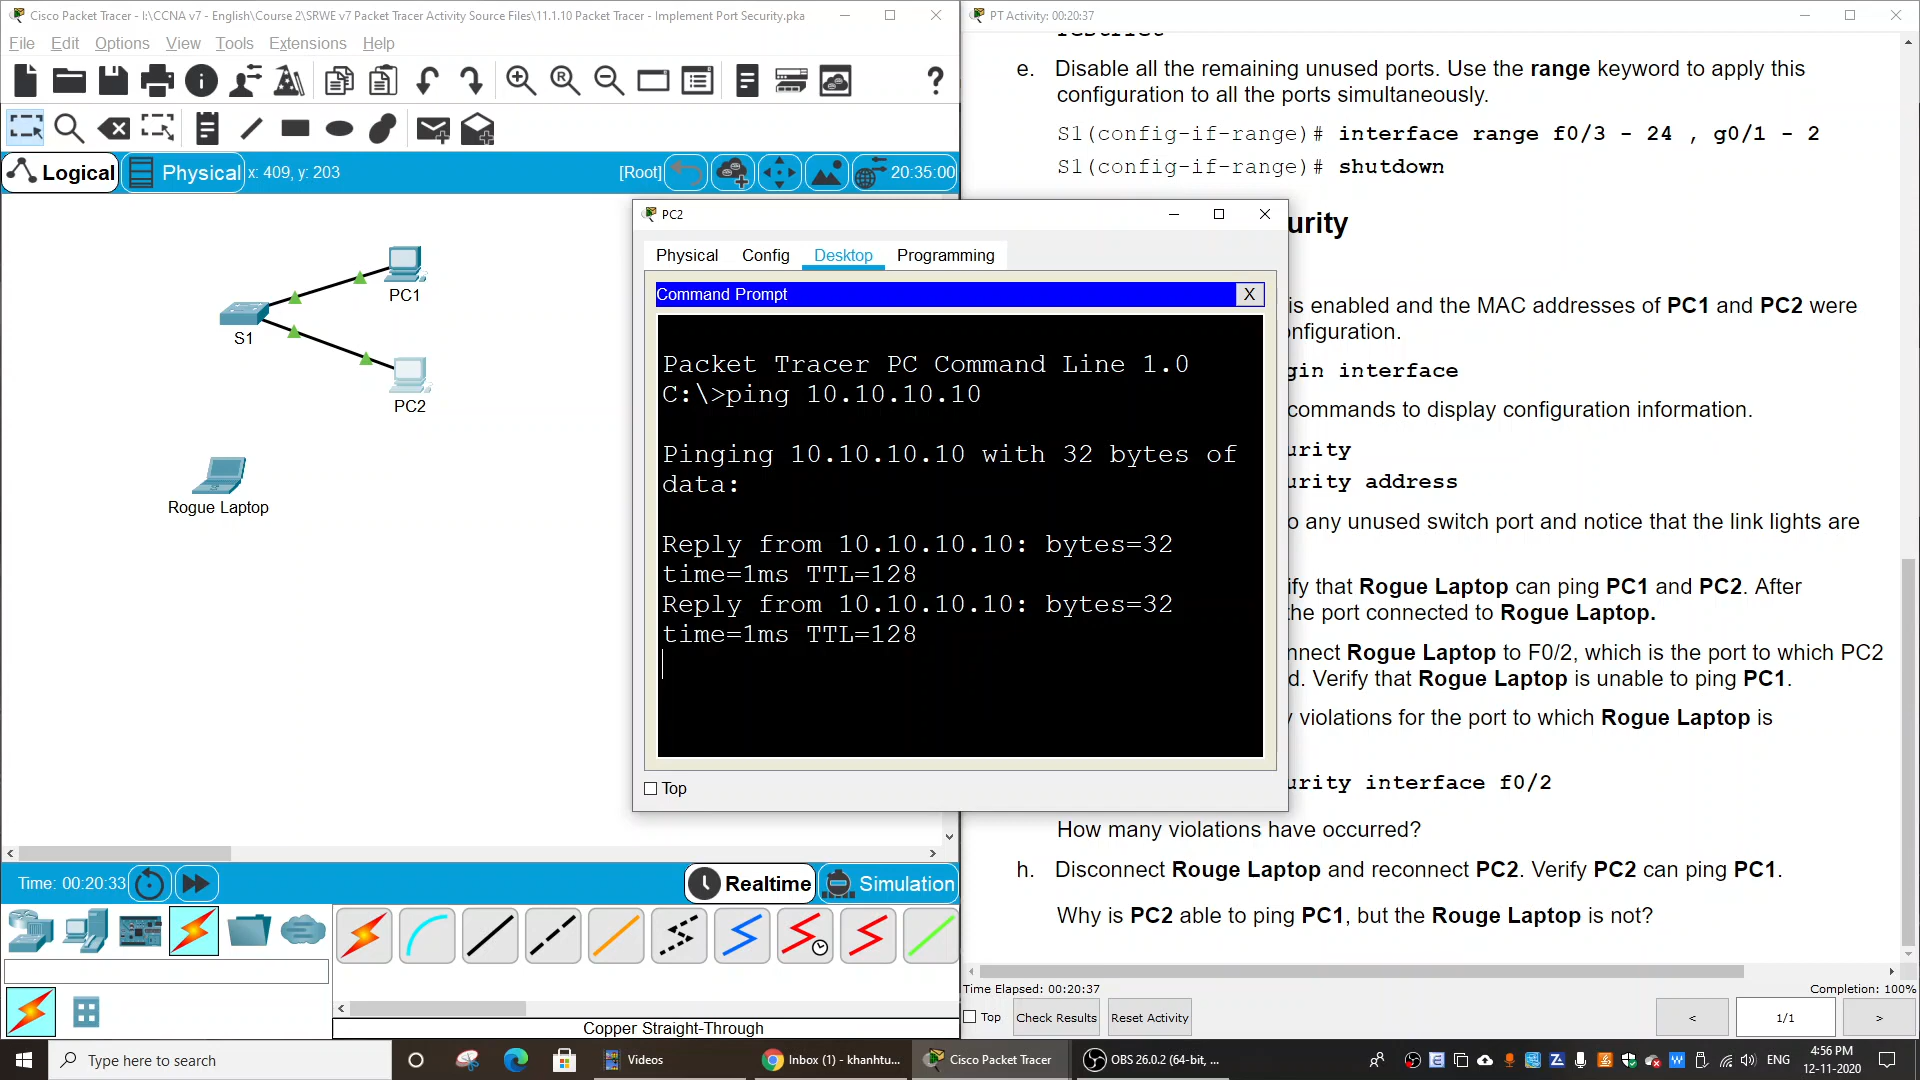 Cisco Packet Tracer - I:\CCNA v7 - English\Course 2\SRWE v7 Packet Tracer Activity Source Files\11.1.10 Packet Tracer - Implement Port Security.pka
File Edit Options View Tools Extensions Help
Logical Physical x: 409, y: 203 [Root] 20:35:00
PC1
S1
PC2
Rogue Laptop
PC2
Physical Config Desktop Programming
Command Prompt X
Packet Tracer PC Command Line 1.0
C:\>ping 10.10.10.10
Pinging 10.10.10.10 with 32 bytes of
data:
Reply from 10.10.10.10: bytes=32
time=1ms TTL=128
Reply from 10.10.10.10: bytes=32
time=1ms TTL=128
Top
Time: 00:20:33 Realtime Simulation
Copper Straight-Through
PT Activity: 00:20:37
e. Disable all the remaining unused ports. Use the range keyword to apply this
configuration to all the ports simultaneously.
S1(config-if-range)# interface range f0/3 - 24 , g0/1 - 2
S1(config-if-range)# shutdown
urity
is enabled and the MAC addresses of PC1 and PC2 were
nfiguration.
gin interface
commands to display configuration information.
urity
urity address
o any unused switch port and notice that the link lights are
ify that Rogue Laptop can ping PC1 and PC2. After
the port connected to Rogue Laptop.
nnect Rogue Laptop to F0/2, which is the port to which PC2
d. Verify that Rogue Laptop is unable to ping PC1.
y violations for the port to which Rogue Laptop is
urity interface f0/2
How many violations have occurred?
h. Disconnect Rouge Laptop and reconnect PC2. Verify PC2 can ping PC1.
Why is PC2 able to ping PC1, but the Rouge Laptop is not?
Time Elapsed: 00:20:37 Completion: 100%
Top Check Results Reset Activity < 1/1 >
Type here to search Videos Inbox (1) - khanhtu... Cisco Packet Tracer OBS 26.0.2 (64-bit, ... ENG 4:56 PM
12-11-2020